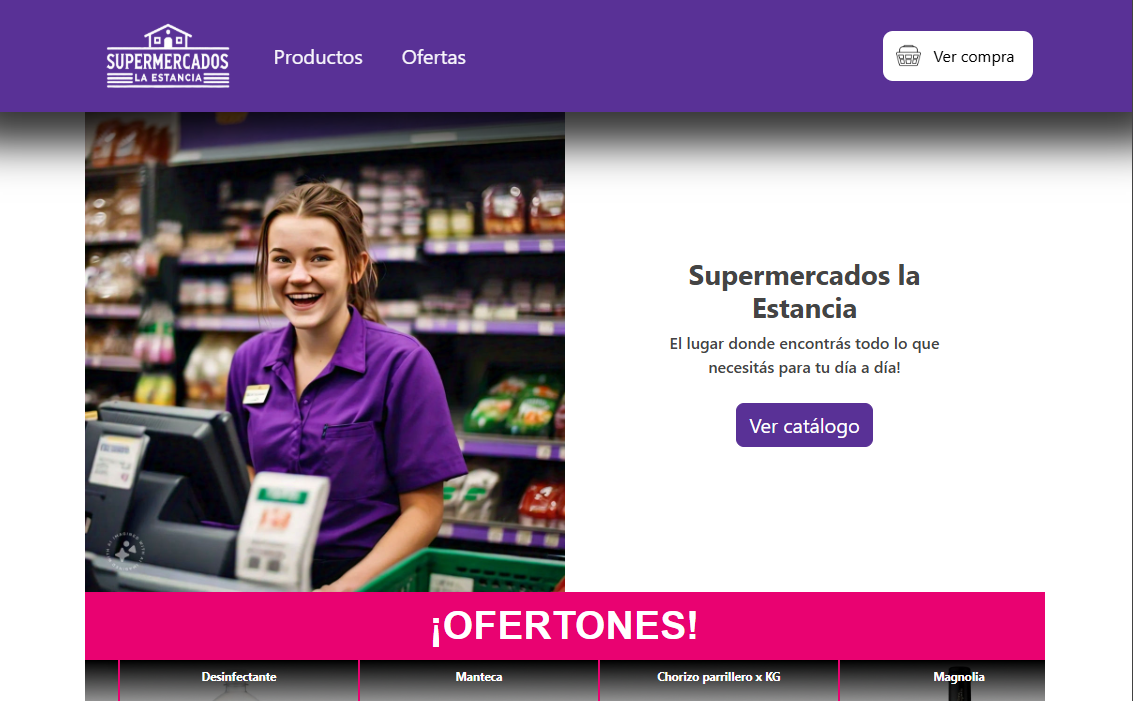 SUPERMERCADOS
LA ESTANCIA
Productos
Ofertas
Ver compra
Supermercados la
Estancia
El lugar donde encontrás todo lo que
necesitás para tu día a día!
Ver catálogo
¡OFERTONES!
Desinfectante
Manteca
Chorizo parrillero x KG
Magnolia